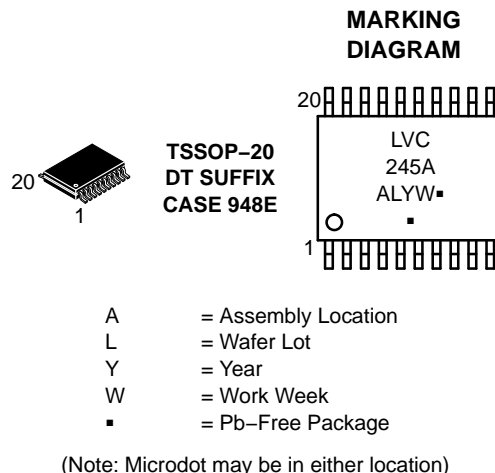 MARKING
DIAGRAM
20
LVC
245A
ALYW▪
▪
1
20
1
TSSOP−20
DT SUFFIX
CASE 948E
A = Assembly Location
L = Wafer Lot
Y = Year
W = Work Week
▪ = Pb−Free Package
(Note: Microdot may be in either location)